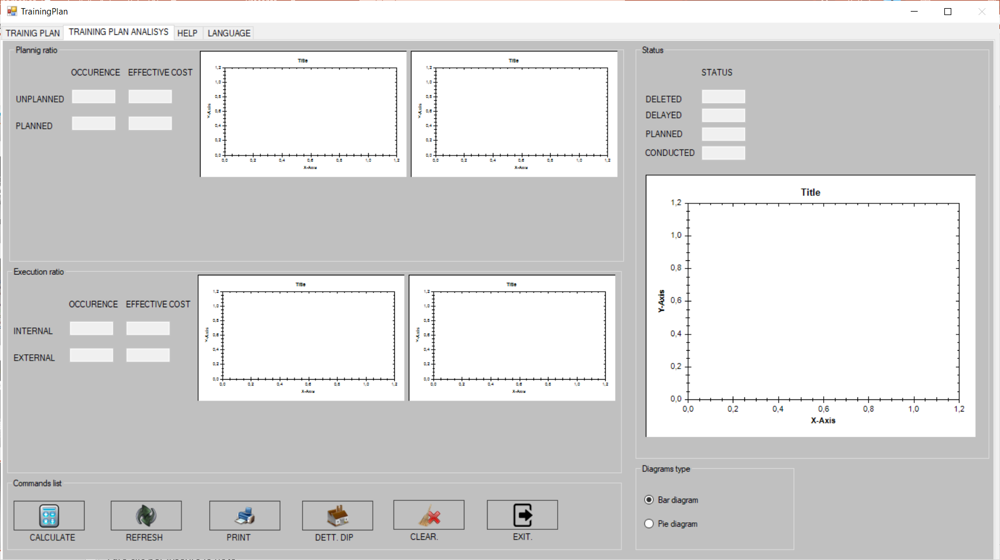 TrainingPlan
TRAINIG PLAN
TRAINING PLAN ANALISYS
HELP
LANGUAGE
Plannig ratio
OCCURENCE EFFECTIVE COST
UNPLANNED
PLANNED
Title
1,2
1,0
0,8
0,6
0,4
0,2
0,0
Y-Axis
0,0 0,2 0,4 0,6 0,8 1,0 1,2
X-Axis
Title
1,2
1,0
0,8
0,6
0,4
0,2
0,0
Y-Axis
0,0 0,2 0,4 0,6 0,8 1,0 1,2
X-Axis
Execution ratio
OCCURENCE EFFECTIVE COST
INTERNAL
EXTERNAL
Title
1,2
1,0
0,8
0,6
0,4
0,2
0,0
Y-Axis
0,0 0,2 0,4 0,6 0,8 1,0 1,2
X-Axis
Title
1,2
1,0
0,8
0,6
0,4
0,2
0,0
Y-Axis
0,0 0,2 0,4 0,6 0,8 1,0 1,2
X-Axis
Status
STATUS
DELETED
DELAYED
PLANNED
CONDUCTED
Title
1,2
1,0
0,8
0,6
0,4
0,2
0,0
Y-Axis
0,0 0,2 0,4 0,6 0,8 1,0 1,2
X-Axis
Commands list
CALCULATE
REFRESH
PRINT
DETT. DIP
CLEAR.
EXIT.
Diagrams type
Bar diagram
Pie diagram